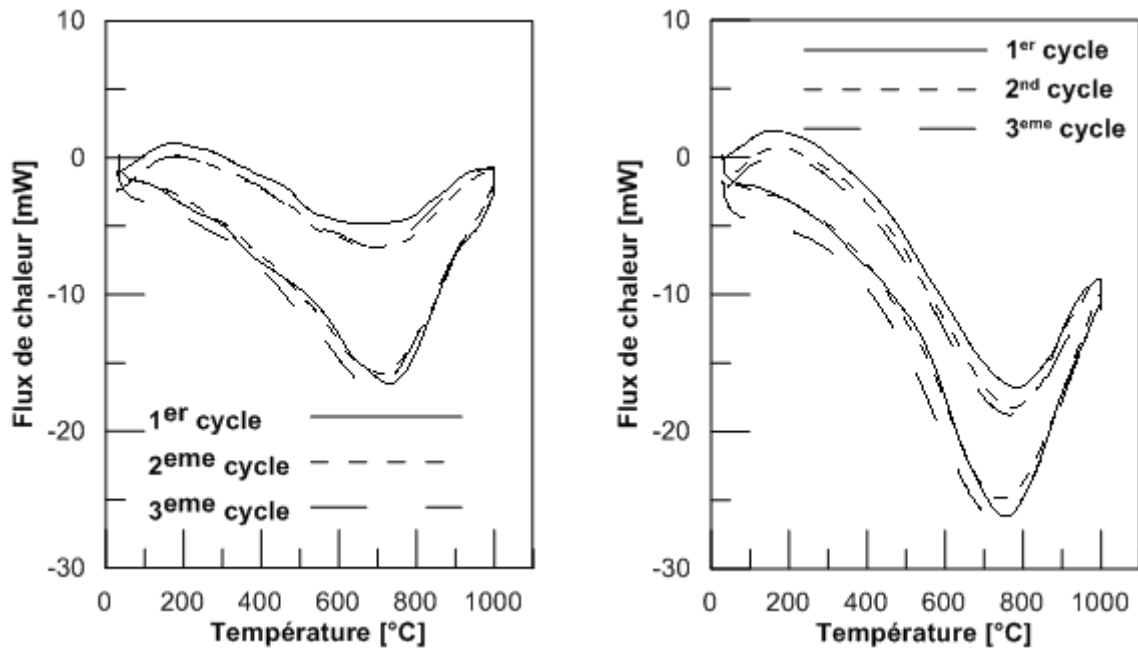 10
0
-10
-20
-30
Flux de chaleur [mW]
1er cycle
2eme cycle
3eme cycle
0 200 400 600 800 1000
Température [°C]
10
0
-10
-20
-30
Flux de chaleur [mW]
1er cycle
2nd cycle
3eme cycle
0 200 400 600 800 1000
Température [°C]